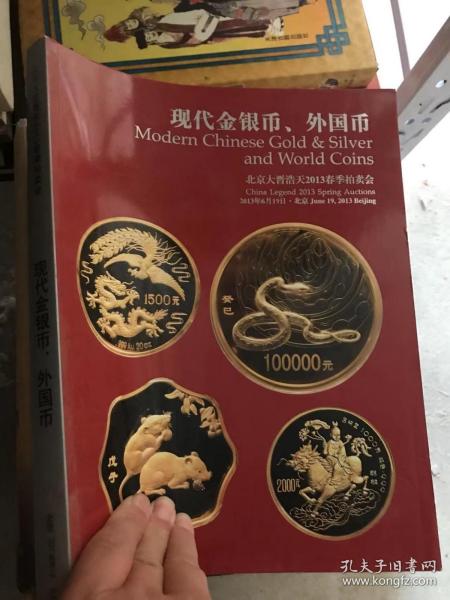 现代金银币、外国币
Modern Chinese Gold & Silver
and World Coins
北京大晋浩天2013春季拍卖会
China Legend 2013 Spring Auctions
2013年6月19日·北京 June 19, 2013 Beijing
1500元
20oz
癸巳
100000元
戊子
2000元
麒麟
现代金银币、外国币
孔夫子旧书网
www.kongfz.com